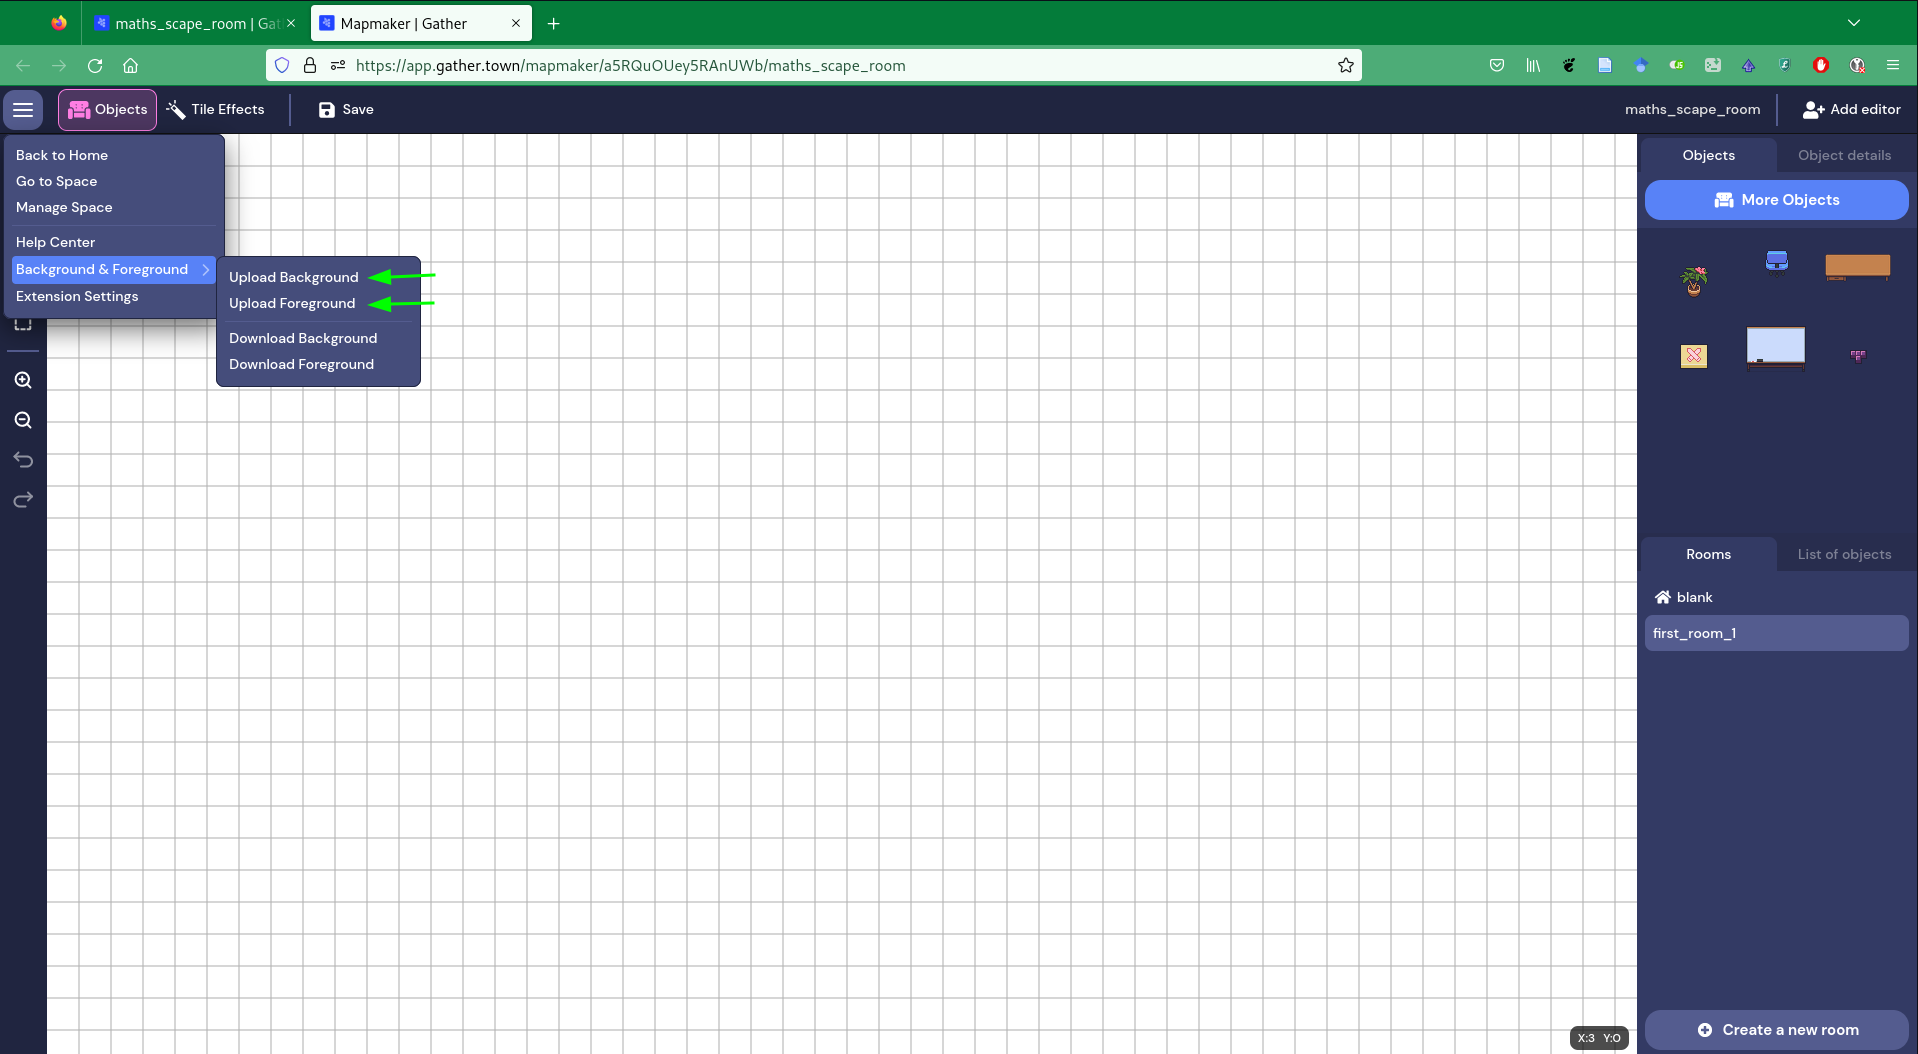 maths_scape_room | Gat
Mapmaker | Gather
https://app.gather.town/mapmaker/a5RQuOUey5RAnUWb/maths_scape_room
Objects
Tile Effects
Save
maths_scape_room
Add editor
Back to Home
Go to Space
Manage Space
Help Center
Background & Foreground
Extension Settings
Upload Background
Upload Foreground
Download Background
Download Foreground
Objects
Object details
More Objects
Rooms
List of objects
blank
first_room_1
Create a new room
X:3 Y:0